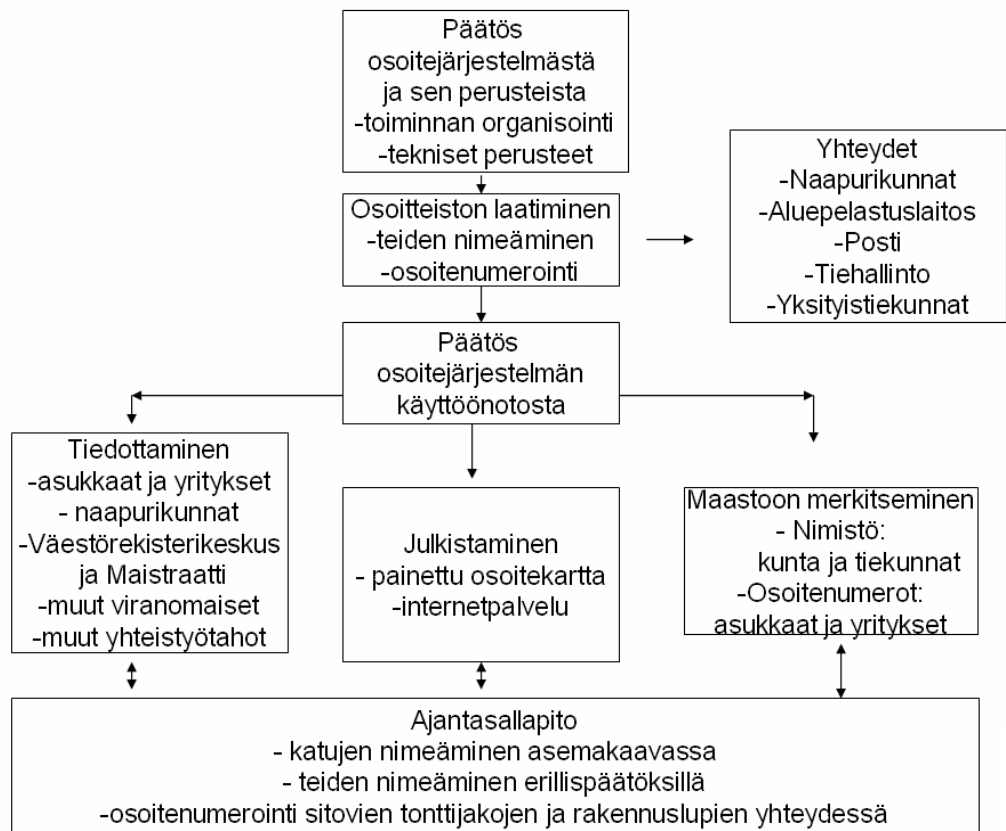 Päätös
osoitejärjestelmästä
ja sen perusteista
-toiminnan organisointi
-tekniset perusteet
Yhteydet
-Naapurikunnat
-Aluepelastuslaitos
-Posti
-Tiehallinto
-Yksityistiekunnat
Osoitteiston laatiminen
-teiden nimeäminen
-osoitenumerointi
Päätös
osoitejärjestelmän
käyttöönotosta
Tiedottaminen
-asukkaat ja yritykset
- naapurikunnat
-Väestörekisterikeskus
ja Maistraatti
-muut viranomaiset
-muut yhteistyötahot
Julkistaminen
- painettu osoitekartta
-internetpalvelu
Maastoon merkitseminen
- Nimistö:
kunta ja tiekunnat
-Osoitenumerot:
asukkaat ja yritykset
Ajantasallapito
- katujen nimeäminen asemakaavassa
- teiden nimeäminen erillispäätöksillä
-osoitenumerointi sitovien tonttijakojen ja rakennuslupien yhteydessä